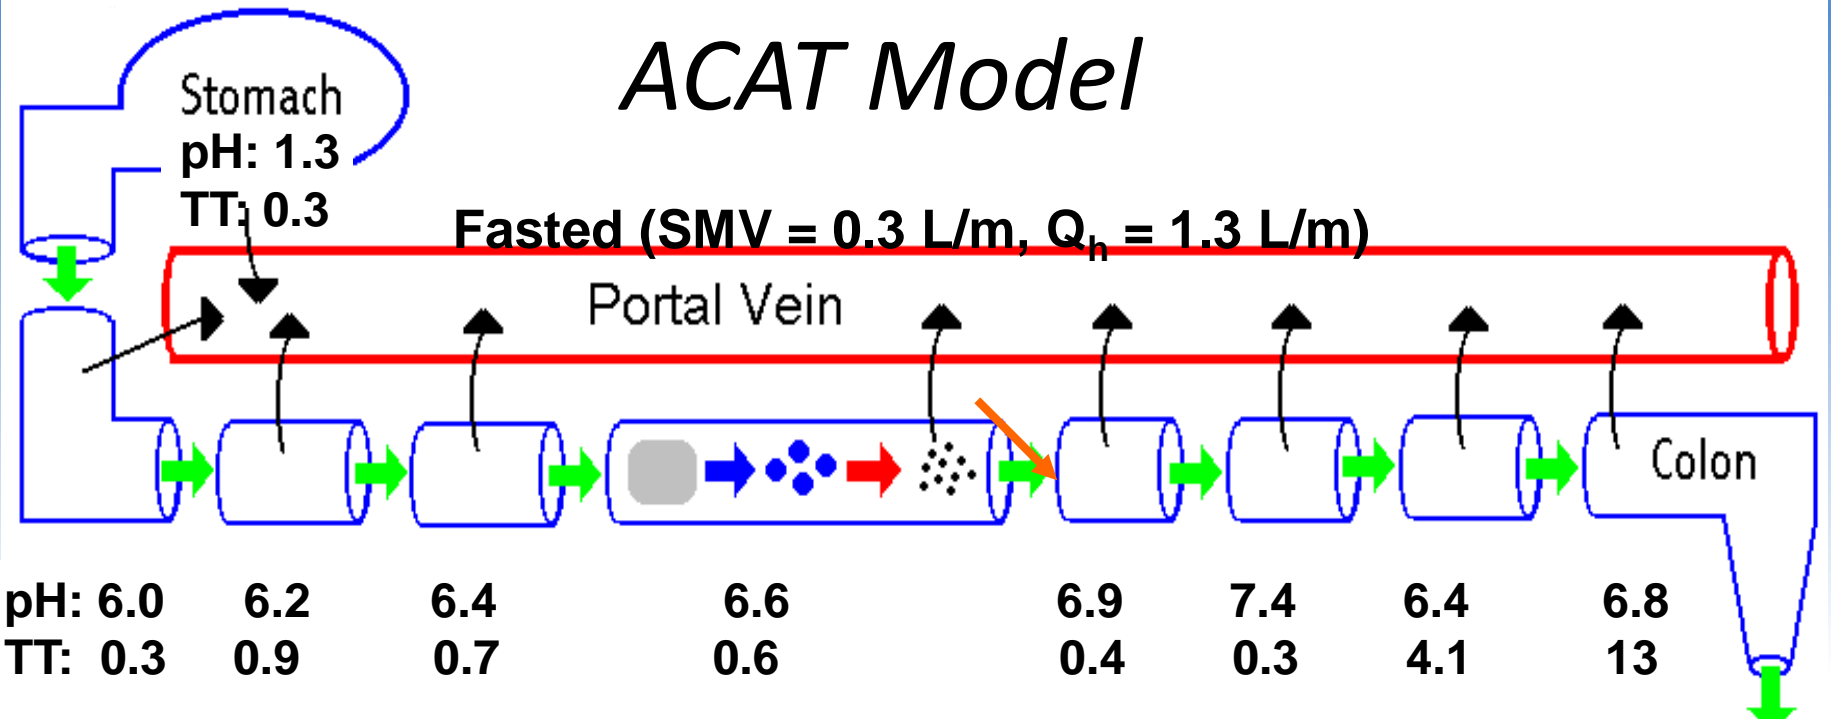 ACAT Model
Stomach
pH: 1.3
TT: 0.3
Fasted (SMV = 0.3 L/m, Qh = 1.3 L/m)
Portal Vein
Colon
pH: 6.0 6.2 6.4 6.6 6.9 7.4 6.4 6.8
TT: 0.3 0.9 0.7 0.6 0.4 0.3 4.1 13